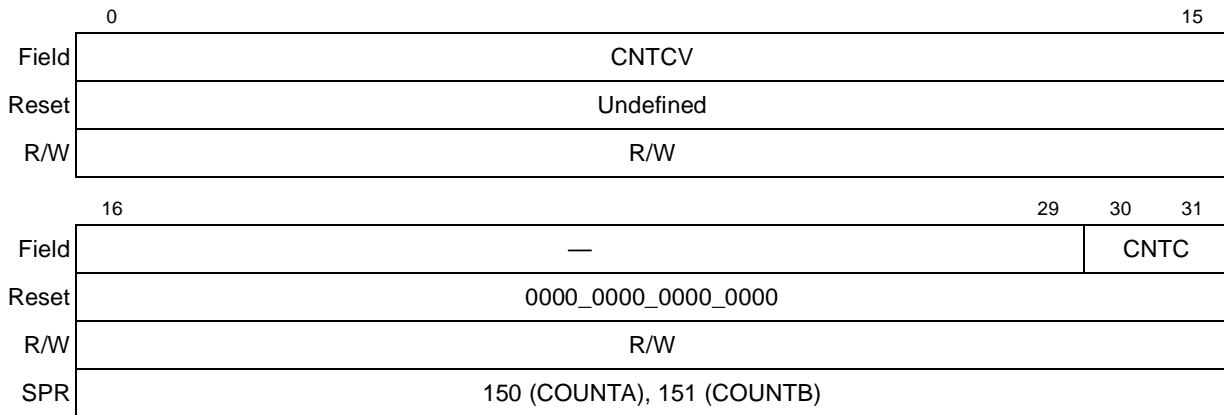 0 15
Field CNTCV
Reset Undefined
R/W R/W
16 29 30 31
Field — CNTC
Reset 0000_0000_0000_0000
R/W R/W
SPR 150 (COUNTA), 151 (COUNTB)